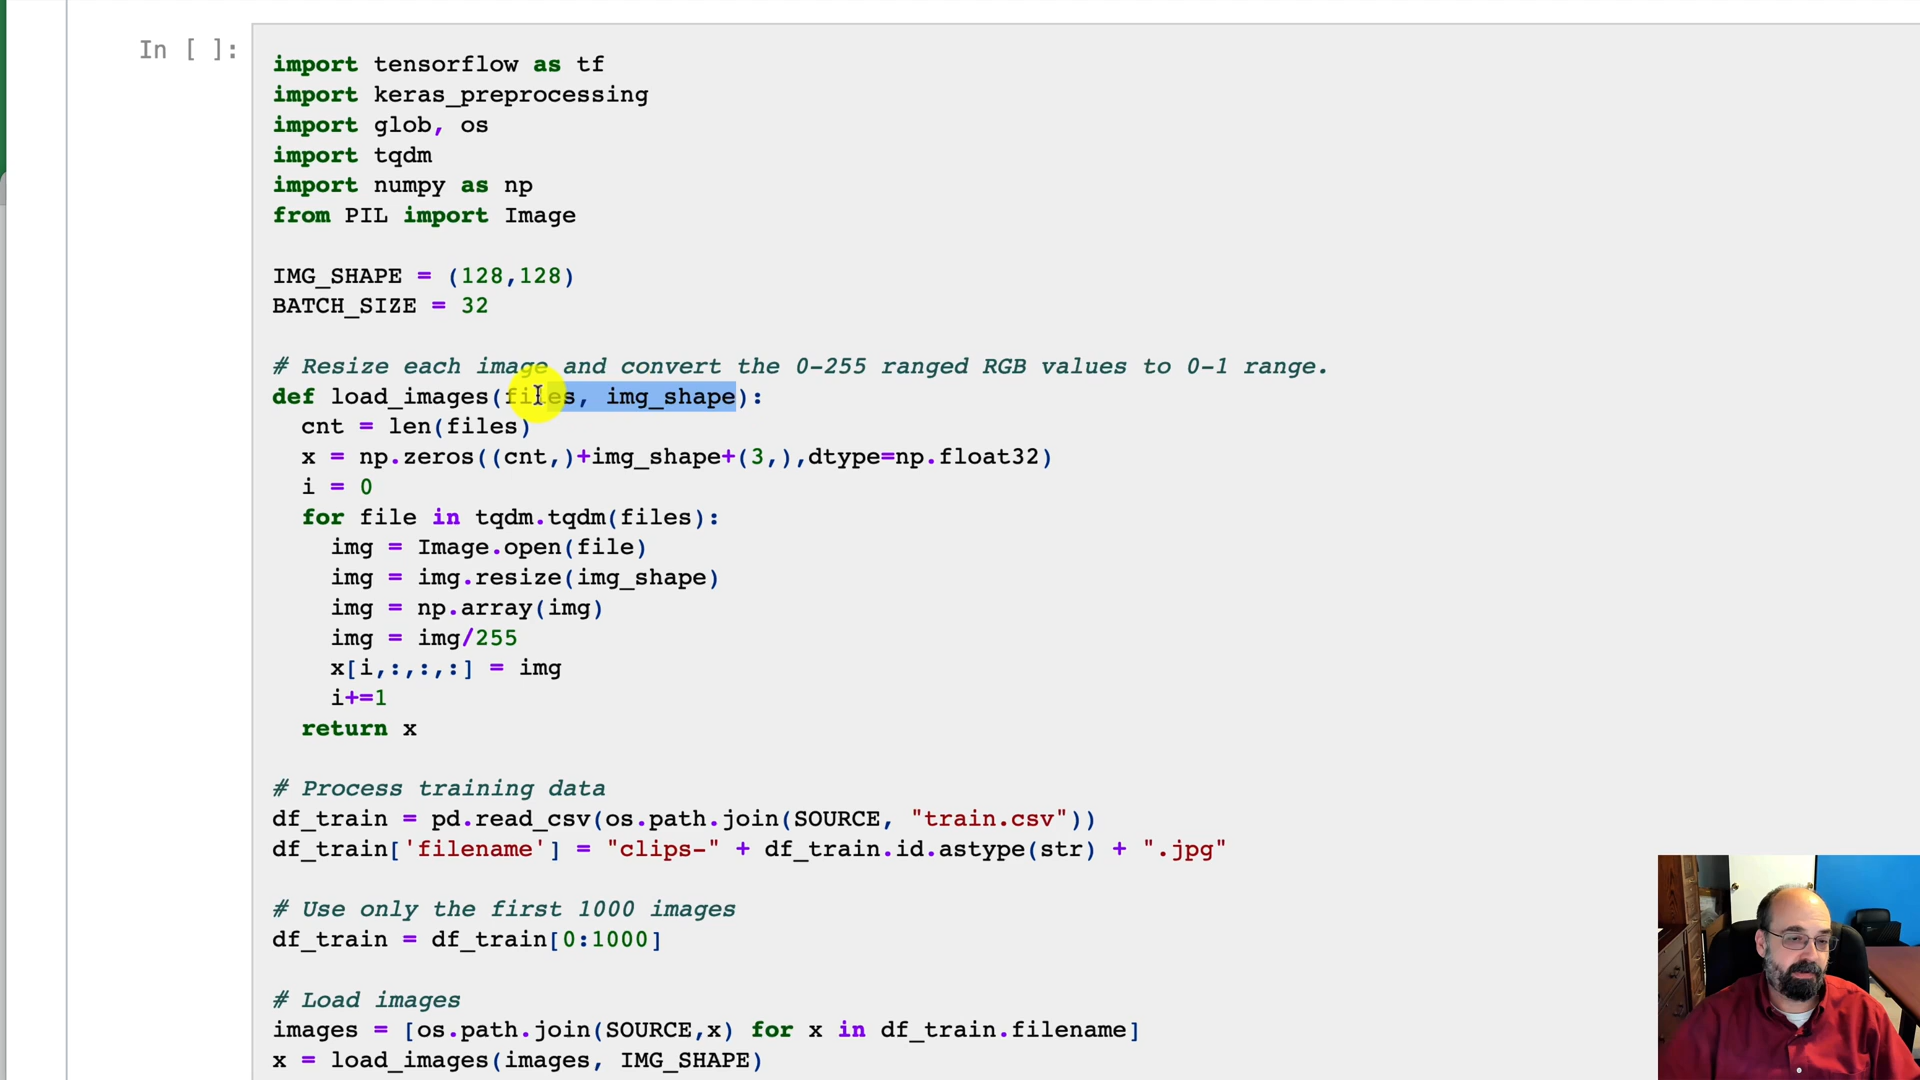 In [ ]:
import tensorflow as tf
import keras_preprocessing
import glob, os
import tqdm
import numpy as np
from PIL import Image
IMG_SHAPE = (128,128)
BATCH_SIZE = 32
# Resize each image and convert the 0-255 ranged RGB values to 0-1 range.
def load_images(files, img_shape):
cnt = len(files)
x = np.zeros((cnt,)+img_shape+(3,),dtype=np.float32)
i = 0
for file in tqdm.tqdm(files):
img = Image.open(file)
img = img.resize(img_shape)
img = np.array(img)
img = img/255
x[i,:,:,:] = img
i+=1
return x
# Process training data
df_train = pd.read_csv(os.path.join(SOURCE, "train.csv"))
df_train['filename'] = "clips-" + df_train.id.astype(str) + ".jpg"
# Use only the first 1000 images
df_train = df_train[0:1000]
# Load images
images = [os.path.join(SOURCE,x) for x in df_train.filename]
x = load_images(images, IMG_SHAPE)